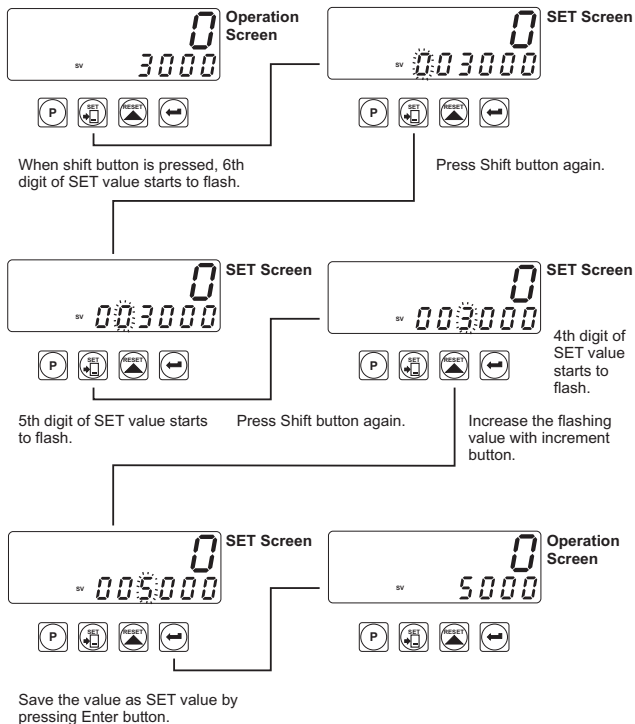 0
Operation
Screen
SV 3000
P SET RESET
When shift button is pressed, 6th
digit of SET value starts to flash.
0
SET Screen
SV 003000
P SET RESET
Press Shift button again.
0
SET Screen
SV 003000
P SET RESET
5th digit of SET value starts
to flash.
Press Shift button again.
0
SET Screen
SV 003000
4th digit of
SET value
starts to
flash.
P SET RESET
Increase the flashing
value with increment
button.
0
SET Screen
SV 005000
P SET RESET
Save the value as SET value by
pressing Enter button.
0
Operation
Screen
SV 5000
P SET RESET